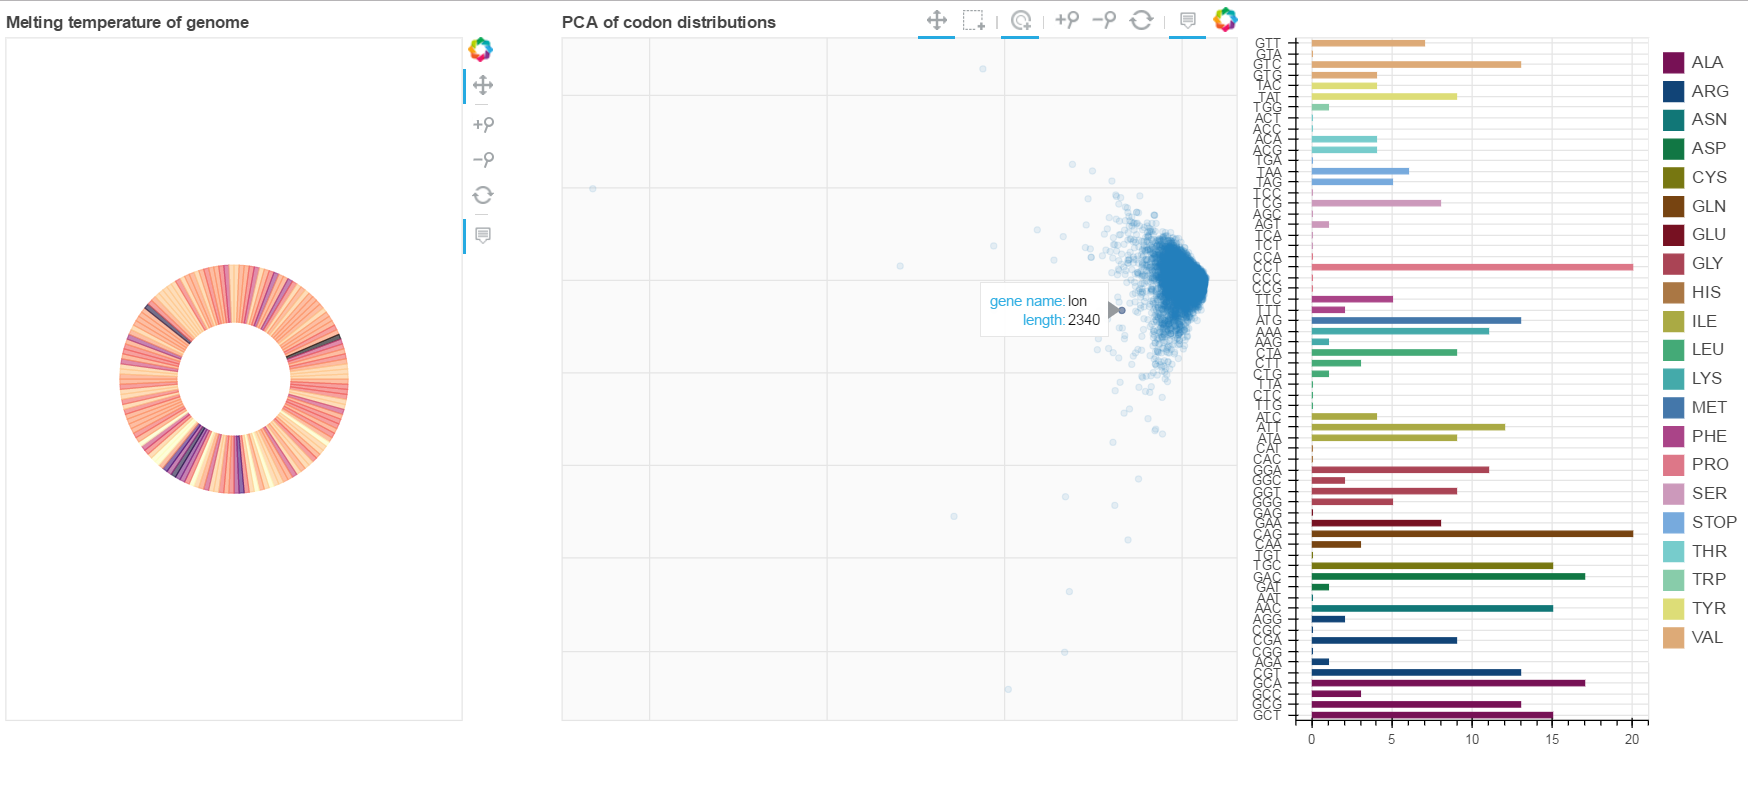 Melting temperature of genome
PCA of codon distributions
gene name: lon
length: 2340
GTT
GTA
GTC
GTG
TAC
TAT
TGG
ACT
ACC
ACA
ACG
TGA
TAA
TAG
TCC
TCG
AGC
AGT
TCA
TCT
CCA
CCT
CCC
CCG
TTC
TTT
ATG
AAA
AAG
CTA
CTT
CTG
TTA
CTC
TTG
ATC
ATT
ATA
CAT
CAC
GGA
GGC
GGT
GGG
GAG
GAA
CAG
CAA
TGT
TGC
GAC
GAT
AAT
AAC
AGG
CGC
CGA
CGG
AGA
CGT
GCA
GCC
GCG
GCT
0 5 10 15 20
ALA
ARG
ASN
ASP
CYS
GLN
GLU
GLY
HIS
ILE
LEU
LYS
MET
PHE
PRO
SER
STOP
THR
TRP
TYR
VAL